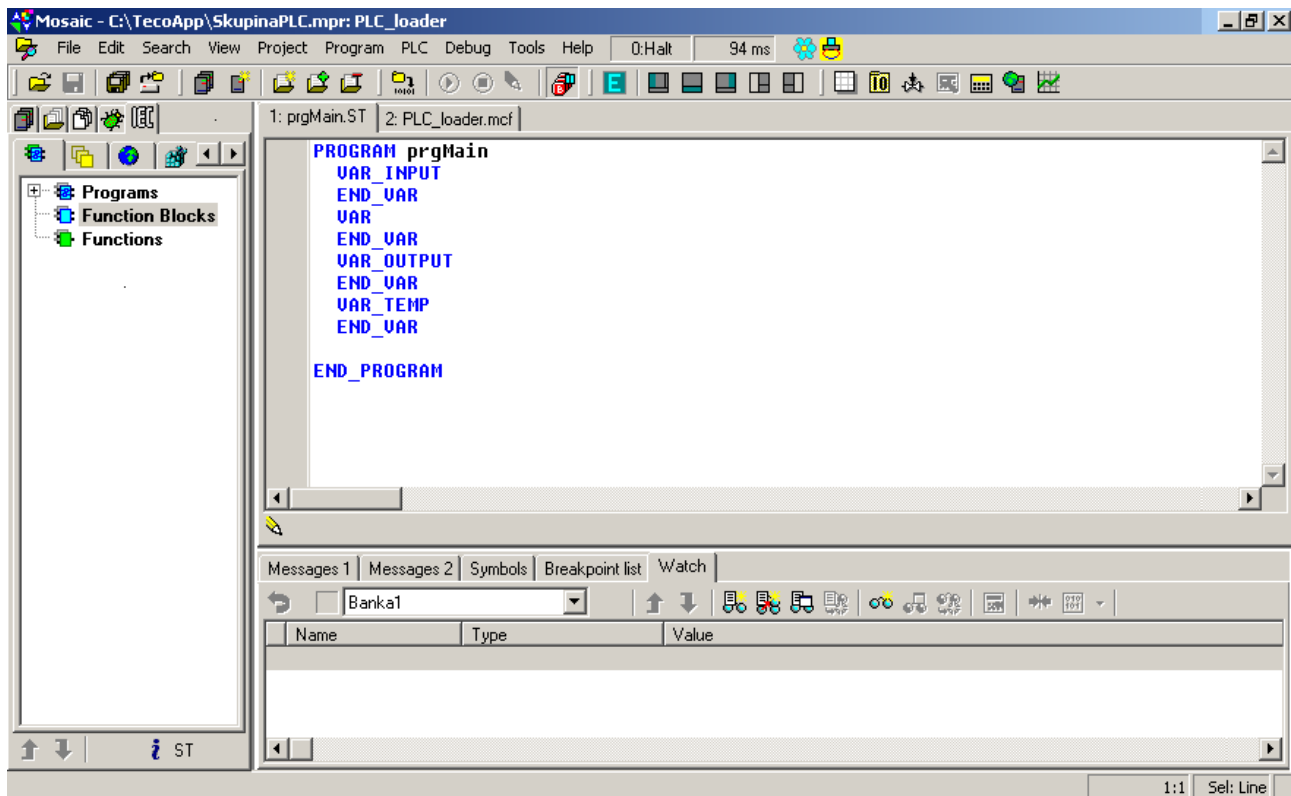 Mosaic - C:\TecoApp\SkupinaPLC.mpr: PLC_loader
File Edit Search View Project Program PLC Debug Tools Help 0:Halt 94 ms
1: prgMain.ST 2: PLC_loader.mcf
PROGRAM prgMain
VAR_INPUT
END_VAR
VAR
END_VAR
VAR_OUTPUT
END_VAR
VAR_TEMP
END_VAR
END_PROGRAM
Programs
Function Blocks
Functions
Messages 1 Messages 2 Symbols Breakpoint list Watch
Banka1
Name Type Value
i ST
1:1 Sel: Line